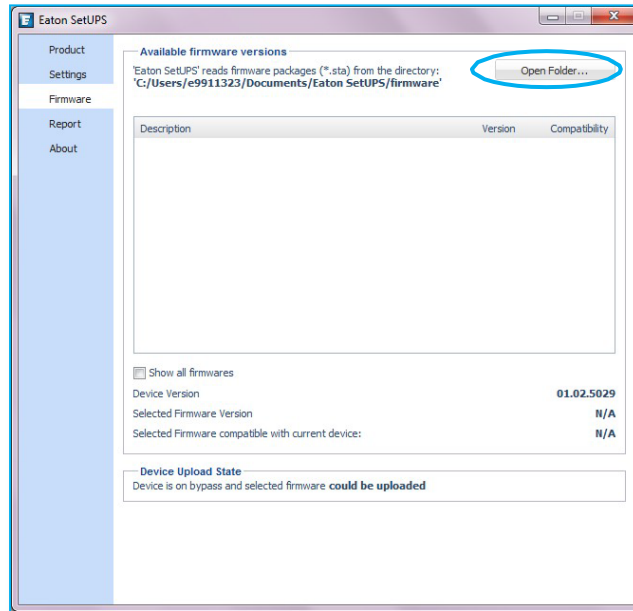 Eaton SetUPS
Product
Settings
Firmware
Report
About
Available firmware versions
'Eaton SetUPS' reads firmware packages (*.sta) from the directory:
'C:/Users/e9911323/Documents/Eaton SetUPS/firmware'
Open Folder...
Description Version Compatibility
Show all firmwares
Device Version 01.02.5029
Selected Firmware Version N/A
Selected Firmware compatible with current device: N/A
Device Upload State
Device is on bypass and selected firmware could be uploaded